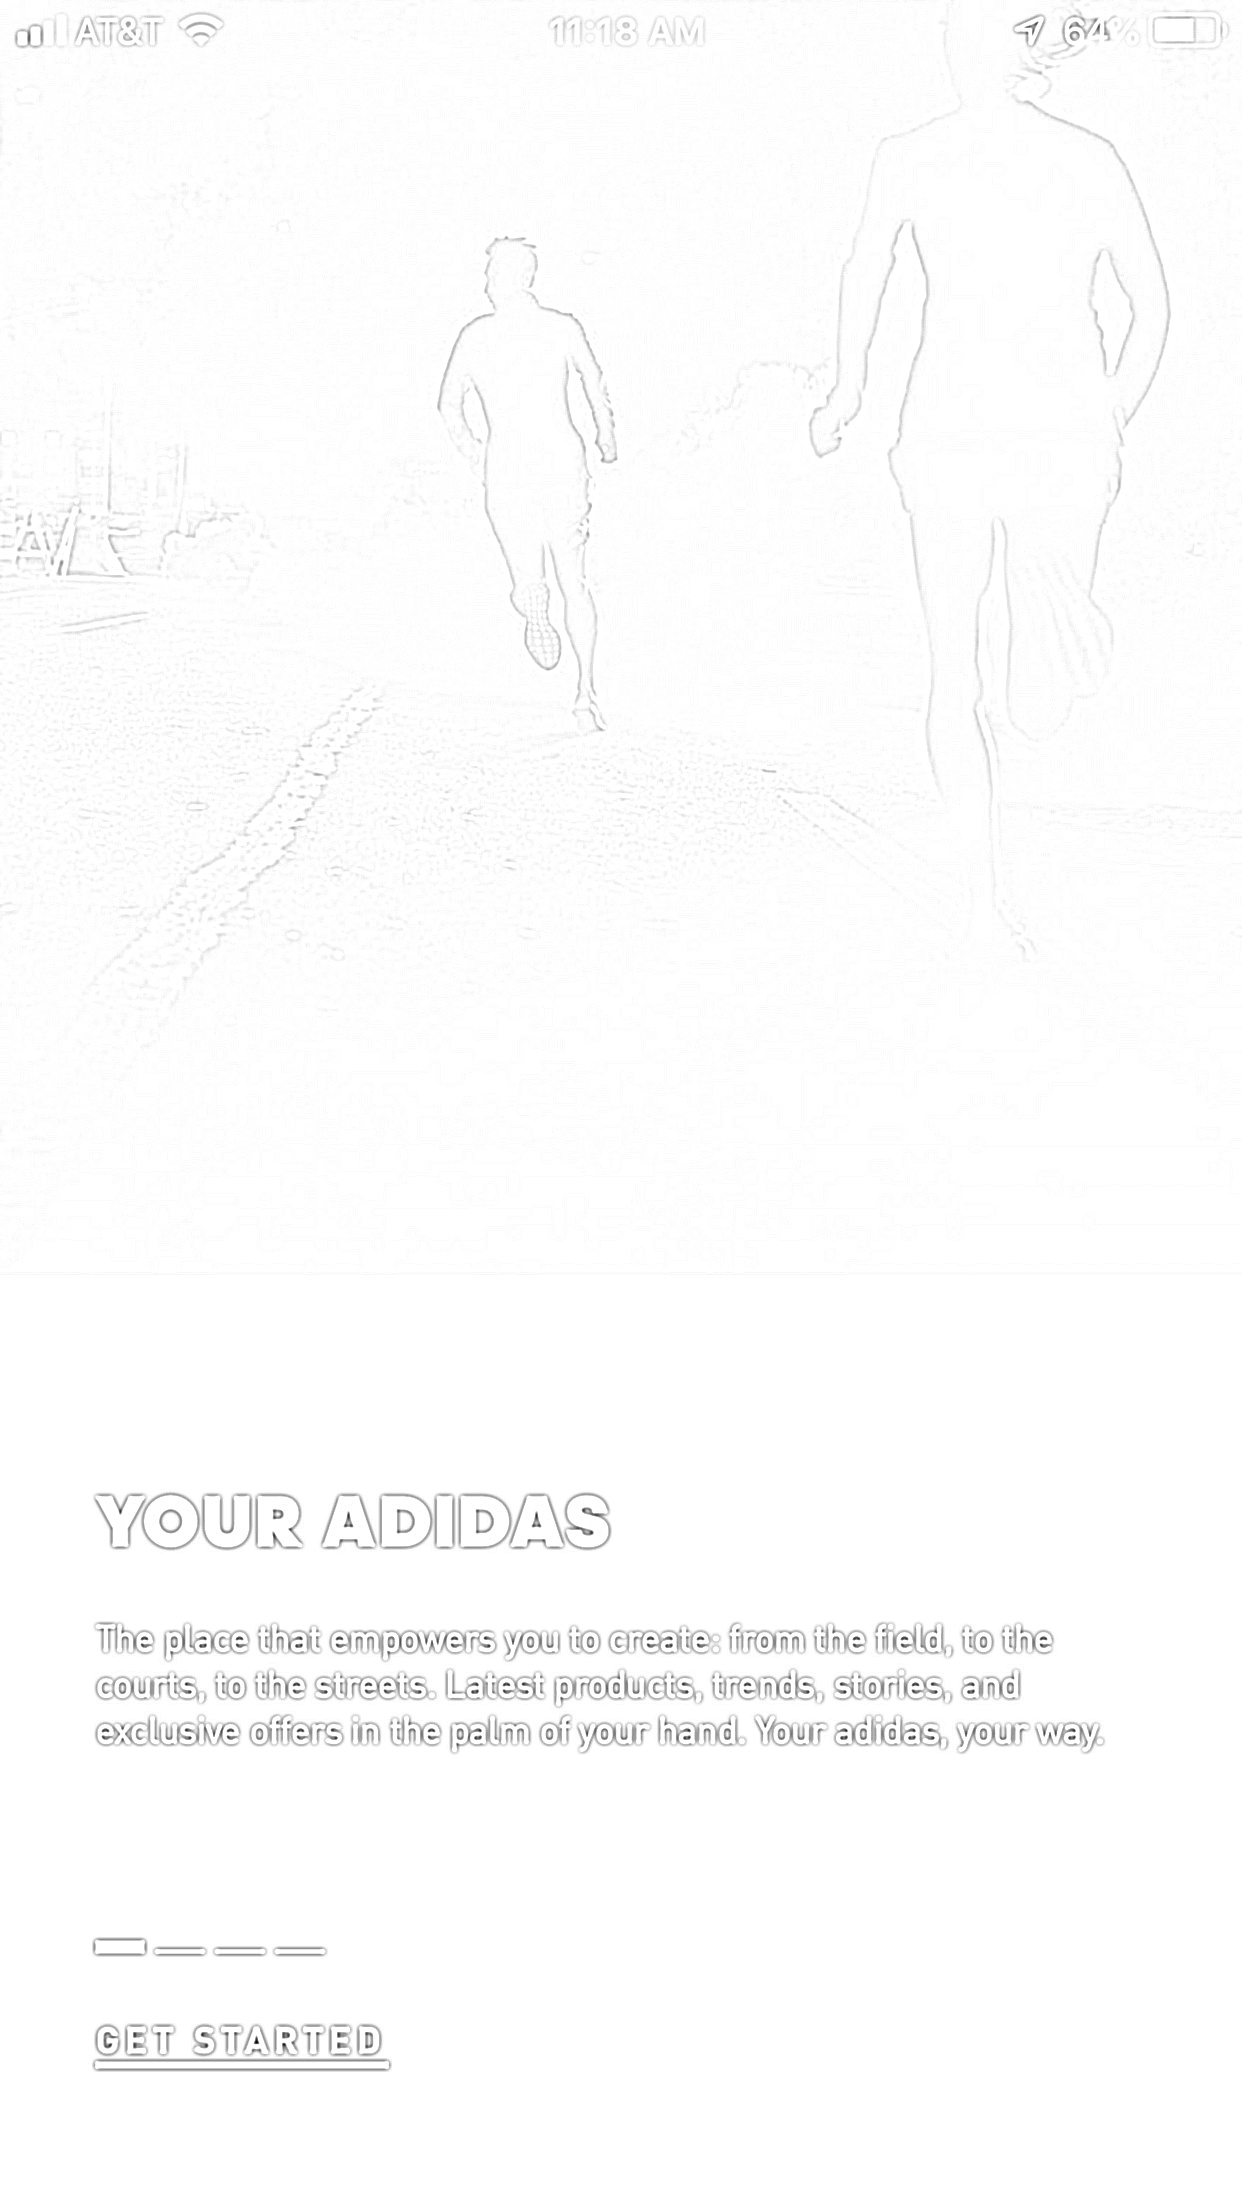 AT&T 11:18 AM 64%
YOUR ADIDAS
The place that empowers you to create: from the field, to the
courts, to the streets. Latest products, trends, stories, and
exclusive offers in the palm of your hand. Your adidas, your way.
GET STARTED